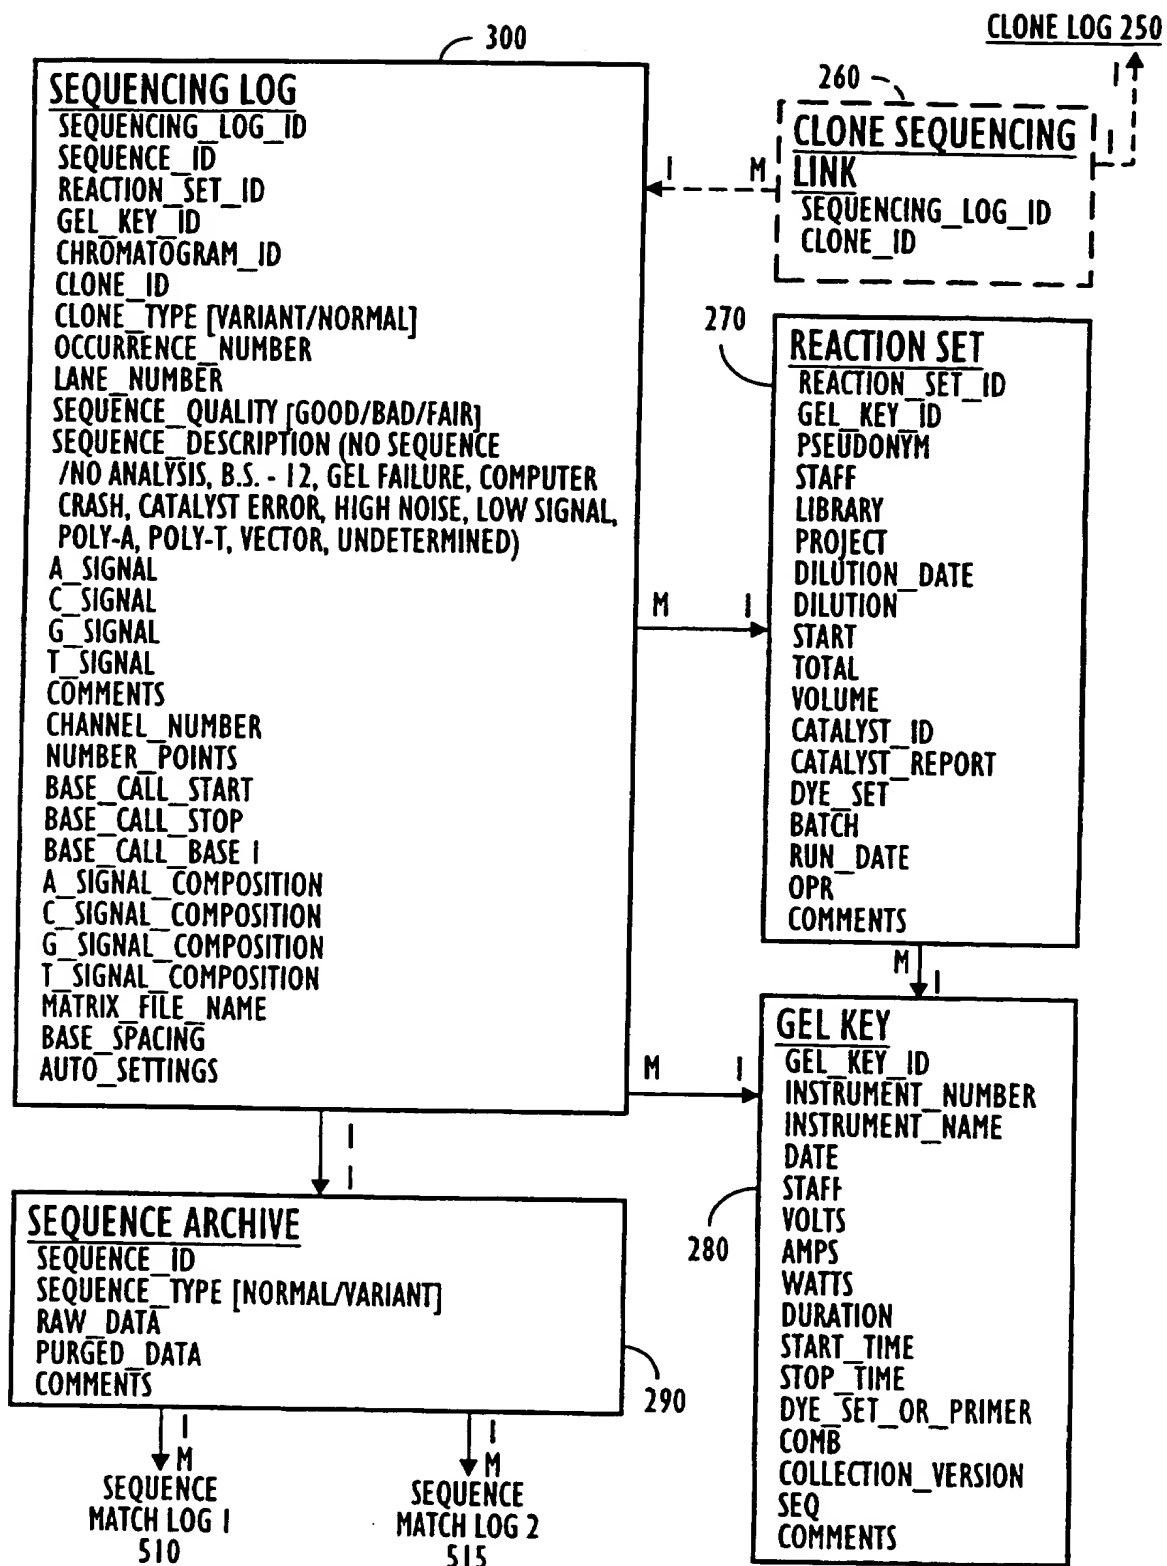 CLONE LOG 250
300
SEQUENCING LOG
SEQUENCING_LOG_ID
SEQUENCE_ID
REACTION_SET_ID
GEL_KEY_ID
CHROMATOGRAM_ID
CLONE_ID
CLONE_TYPE [VARIANT/NORMAL]
OCCURRENCE_NUMBER
LANE_NUMBER
SEQUENCE_QUALITY [GOOD/BAD/FAIR]
SEQUENCE_DESCRIPTION (NO SEQUENCE
/NO ANALYSIS, B.S. - 12, GEL FAILURE, COMPUTER
CRASH, CATALYST ERROR, HIGH NOISE, LOW SIGNAL,
POLY-A, POLY-T, VECTOR, UNDETERMINED)
A_SIGNAL
C_SIGNAL
G_SIGNAL
T_SIGNAL
COMMENTS
CHANNEL_NUMBER
NUMBER_POINTS
BASE_CALL_START
BASE_CALL_STOP
BASE_CALL_BASE 1
A_SIGNAL_COMPOSITION
C_SIGNAL_COMPOSITION
G_SIGNAL_COMPOSITION
T_SIGNAL_COMPOSITION
MATRIX_FILE_NAME
BASE_SPACING
AUTO_SETTINGS
260
1
1
CLONE SEQUENCING
LINK
SEQUENCING_LOG_ID
CLONE_ID
1 M
270
REACTION SET
REACTION_SET_ID
GEL_KEY_ID
PSEUDONYM
STAFF
LIBRARY
PROJECT
DILUTION_DATE
DILUTION
START
TOTAL
VOLUME
CATALYST_ID
CATALYST_REPORT
DYE_SET
BATCH
RUN_DATE
OPR
COMMENTS
M 1
M
1
M 1
280
GEL KEY
GEL_KEY_ID
INSTRUMENT_NUMBER
INSTRUMENT_NAME
DATE
STAFF
VOLTS
AMPS
WATTS
DURATION
START_TIME
STOP_TIME
DYE_SET_OR_PRIMER
COMB
COLLECTION_VERSION
SEQ
COMMENTS
1
1
SEQUENCE ARCHIVE
SEQUENCE_ID
SEQUENCE_TYPE [NORMAL/VARIANT]
RAW_DATA
PURGED_DATA
COMMENTS
290
1
M
SEQUENCE
MATCH LOG 1
510
1
M
SEQUENCE
MATCH LOG 2
515